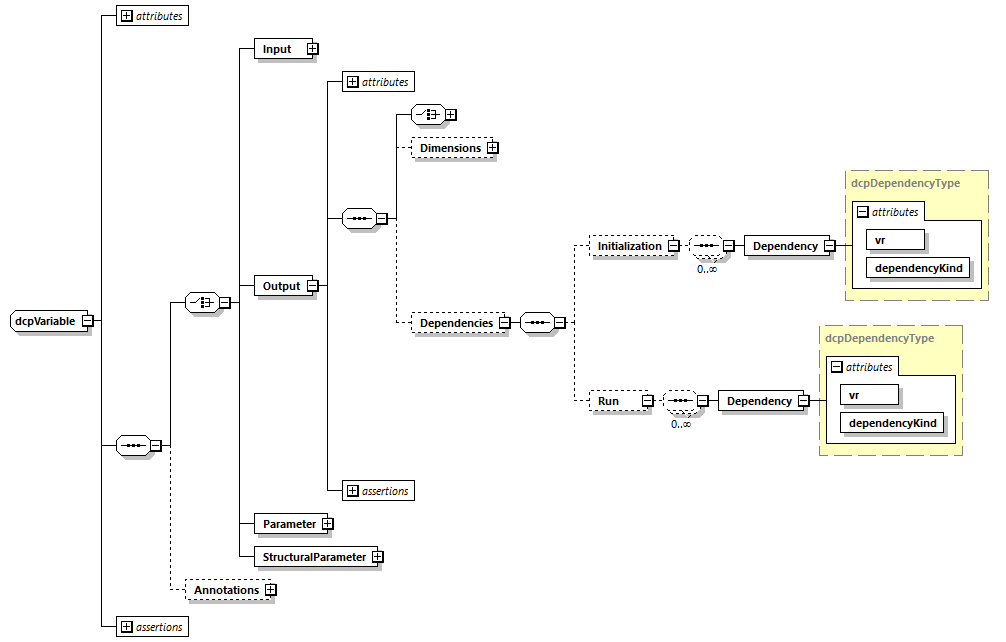 attributes
Input
attributes
Dimensions
dcpDependencyType
attributes
vr
Initialization
Dependency
0..∞
dependencyKind
Output
dcpVariable
Dependencies
dcpDependencyType
attributes
vr
Run
Dependency
0..∞
dependencyKind
assertions
Parameter
StructuralParameter
Annotations
assertions